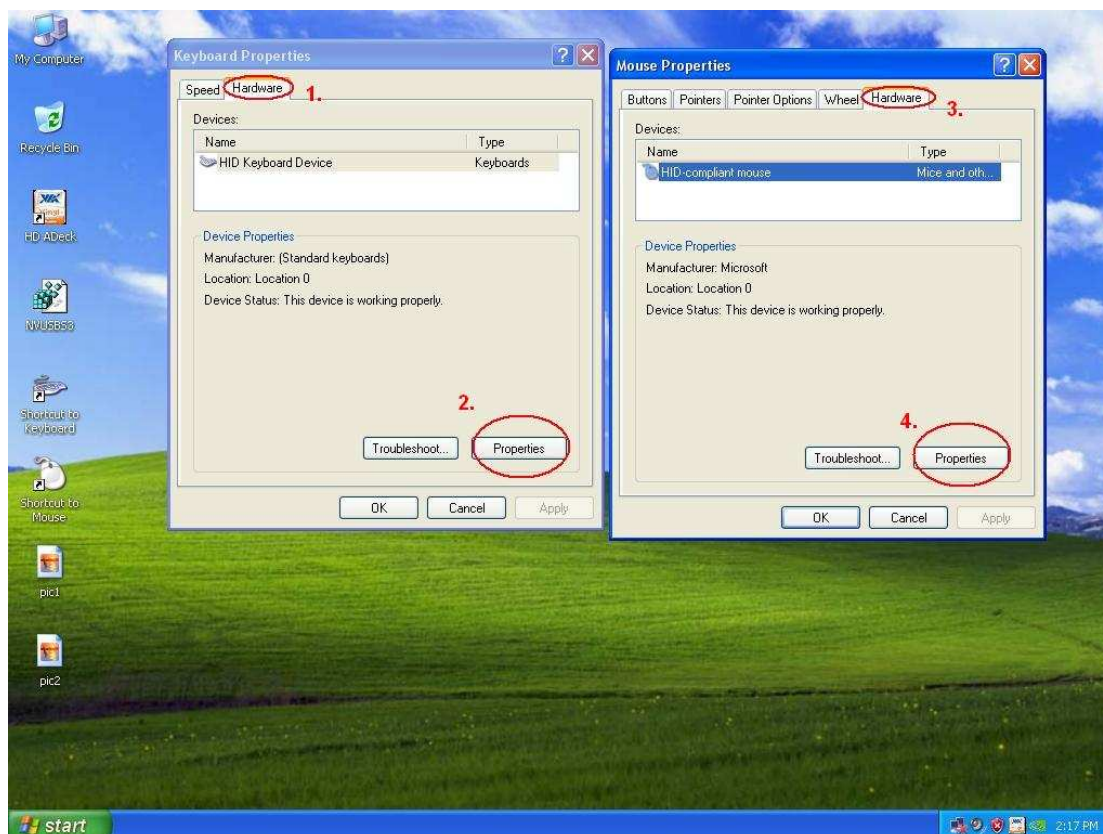 My Computer
Recycle Bin
VIA
HD ADeck
NVUSB53
Shortcut to
Keyboard
Shortcut to
Mouse
pic1
pic2
Keyboard Properties
Speed Hardware 1.
Devices:
Name Type
HID Keyboard Device Keyboards
Device Properties
Manufacturer: (Standard keyboards)
Location: Location 0
Device Status: This device is working properly.
2.
Troubleshoot... Properties
OK Cancel Apply
Mouse Properties
Buttons Pointers Pointer Options Wheel Hardware 3.
Devices:
Name Type
HID-compliant mouse Mice and oth...
Device Properties
Manufacturer: Microsoft
Location: Location 0
Device Status: This device is working properly.
4.
Troubleshoot... Properties
OK Cancel Apply
start 2:17 PM